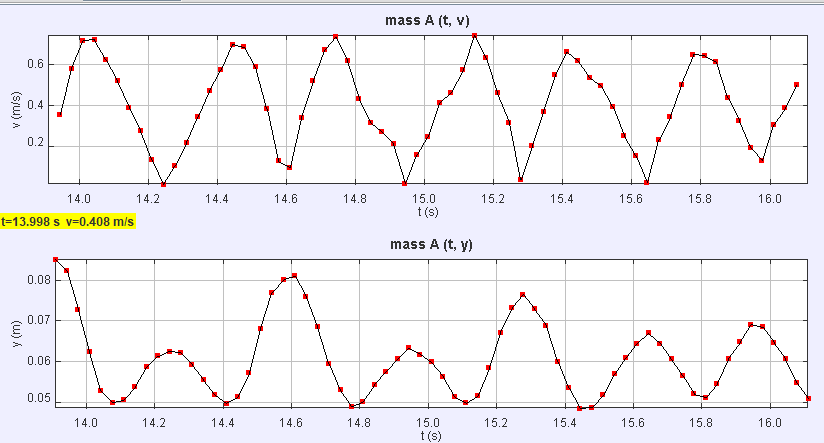 mass A (t, v)
0.6
0.4
0.2
v (m/s)
14.0 14.2 14.4 14.6 14.8 15.0 15.2 15.4 15.6 15.8 16.0
t (s)
t=13.998 s v=0.408 m/s
mass A (t, y)
0.08
0.07
0.06
0.05
y (m)
14.0 14.2 14.4 14.6 14.8 15.0 15.2 15.4 15.6 15.8 16.0
t (s)